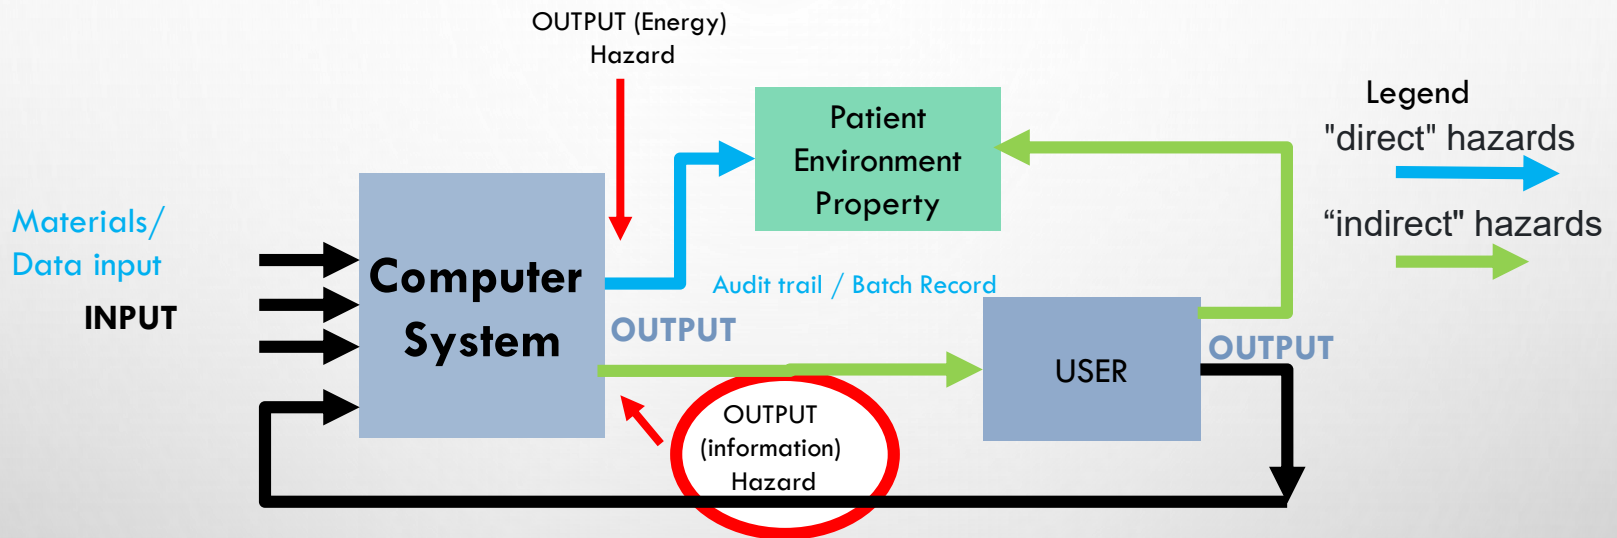 OUTPUT (Energy)
Hazard
Patient
Environment
Property
Legend
"direct" hazards
“indirect" hazards
Materials/
Data input
INPUT
Computer
System
Audit trail / Batch Record
OUTPUT
USER
OUTPUT
OUTPUT
(information)
Hazard